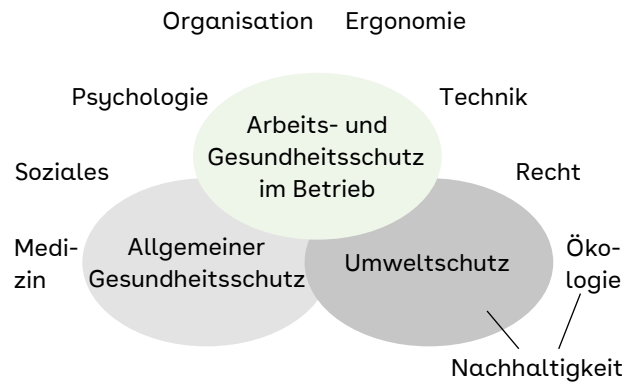 Organisation Ergonomie
Psychologie
Technik
Arbeits- und
Gesundheitsschutz
im Betrieb
Soziales
Recht
Medi-
zin
Allgemeiner
Gesundheitsschutz
Umweltschutz
Öko-
logie
Nachhaltigkeit